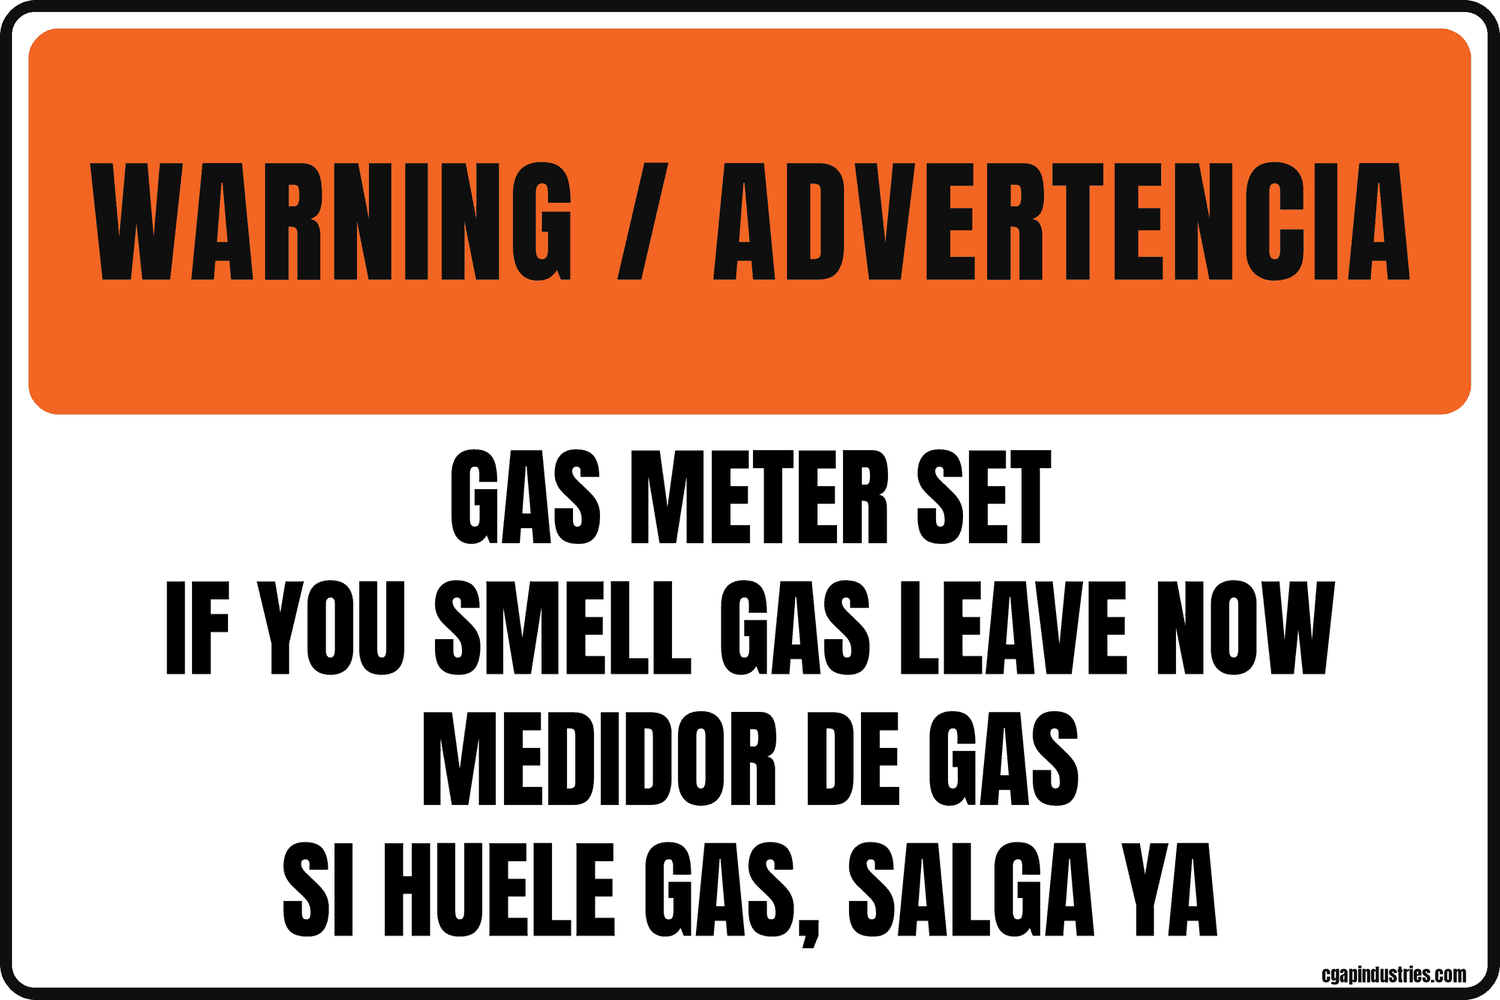 WARNING / ADVERTENCIA
GAS METER SET
IF YOU SMELL GAS LEAVE NOW
MEDIDOR DE GAS
SI HUELE GAS, SALGA YA
cgapindustries.com